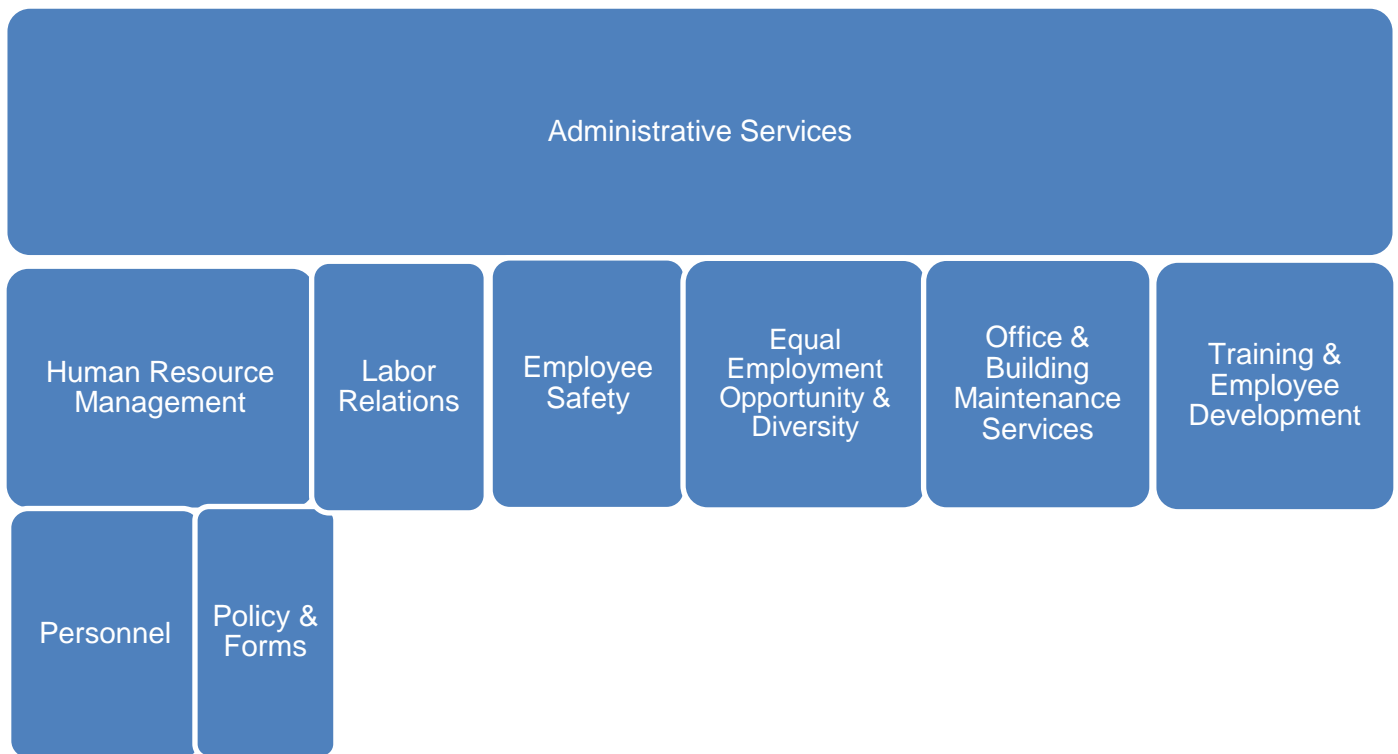 Administrative Services
Human Resource
Management
Labor
Relations
Employee
Safety
Equal
Employment
Opportunity &
Diversity
Office &
Building
Maintenance
Services
Training &
Employee
Development
Personnel
Policy &
Forms